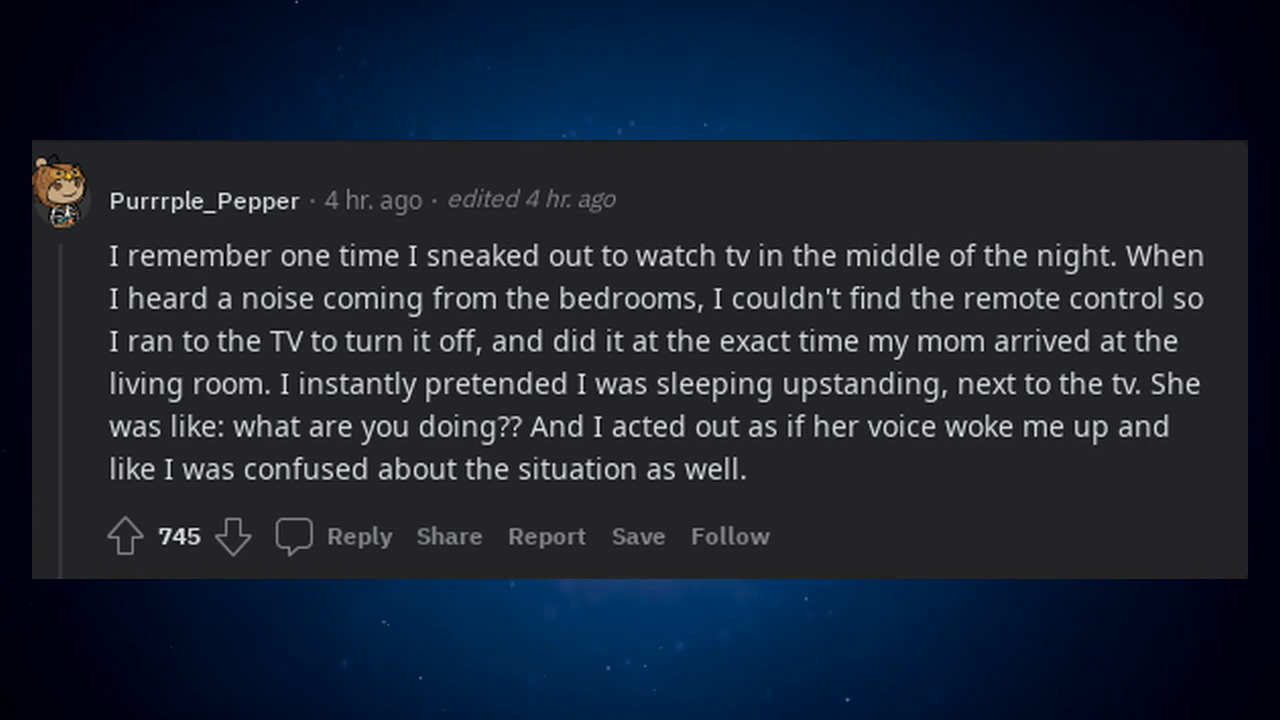 Purrrple_Pepper · 4 hr. ago · edited 4 hr. ago
I remember one time I sneaked out to watch tv in the middle of the night. When
I heard a noise coming from the bedrooms, I couldn't find the remote control so
I ran to the TV to turn it off, and did it at the exact time my mom arrived at the
living room. I instantly pretended I was sleeping upstanding, next to the tv. She
was like: what are you doing?? And I acted out as if her voice woke me up and
like I was confused about the situation as well.
745 Reply Share Report Save Follow